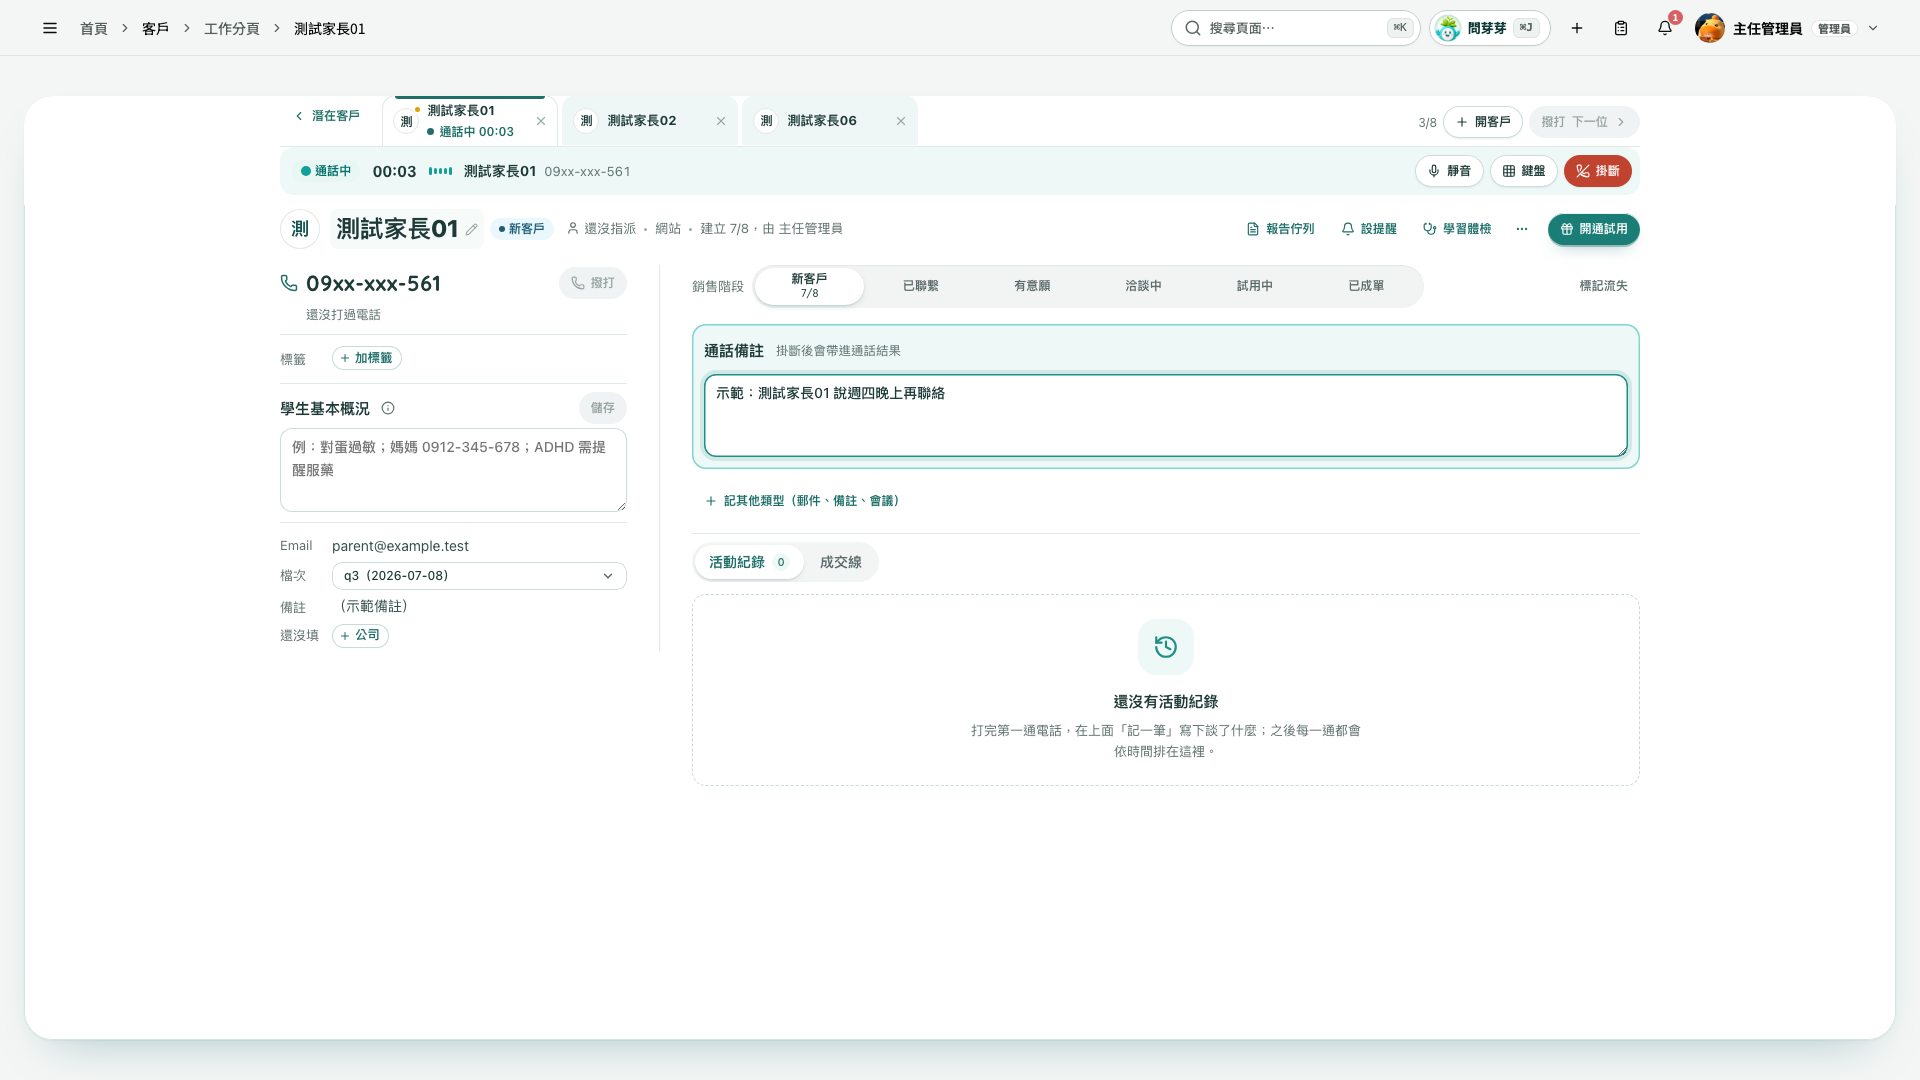 首頁 > 客戶 > 工作分頁 > 測試家長01
搜尋頁面… ⌘K
問芽芽 ⌘J
1
主任管理員 管理員
潛在客戶
測 測試家長01
通話中 00:03
測 測試家長02
測 測試家長06
3/8
+ 開客戶
撥打 下一位
通話中 00:03 測試家長01 09xx-xxx-561
靜音
鍵盤
掛斷
測 測試家長01 新客戶 還沒指派 · 網站 · 建立 7/8，由 主任管理員
報告佇列
設提醒
學習體檢
開通試用
09xx-xxx-561
撥打
還沒打過電話
標籤 + 加標籤
學生基本概況
儲存
例：對蛋過敏；媽媽 0912-345-678；ADHD 需提
醒服藥
Email parent@example.test
檔次 q3 (2026-07-08)
備註 （示範備註）
還沒填 + 公司
銷售階段
新客戶
7/8
已聯繫
有意願
洽談中
試用中
已成單
標記流失
通話備註 掛斷後會帶進通話結果
示範：測試家長01 說週四晚上再聯絡
+ 記其他類型（郵件、備註、會議）
活動紀錄 0
成交線
還沒有活動紀錄
打完第一通電話，在上面「記一筆」寫下談了什麼；之後每一通都會
依時間排在這裡。